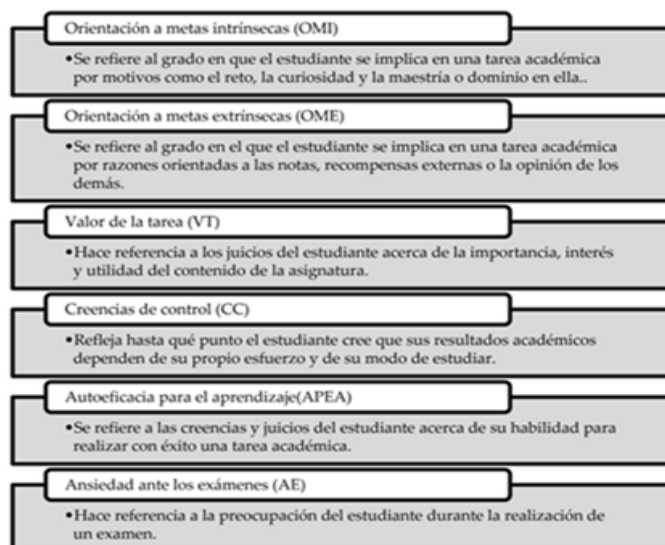 Orientación a metas intrínsecas (OMI)
•Se refiere al grado en que el estudiante se implica en una tarea académica
por motivos como el reto, la curiosidad y la maestría o dominio en ella..
Orientación a metas extrínsecas (OME)
•Se refiere al grado en el que el estudiante se implica en una tarea académica
por razones orientadas a las notas, recompensas externas o la opinión de los
demás.
Valor de la tarea (VT)
•Hace referencia a los juicios del estudiante acerca de la importancia, interés
y utilidad del contenido de la asignatura.
Creencias de control (CC)
•Refleja hasta qué punto el estudiante cree que sus resultados académicos
dependen de su propio esfuerzo y de su modo de estudiar.
Autoeficacia para el aprendizaje(APEA)
•Se refiere a las creencias y juicios del estudiante acerca de su habilidad para
realizar con éxito una tarea académica.
Ansiedad ante los exámenes (AE)
•Hace referencia a la preocupación del estudiante durante la realización de
un examen.